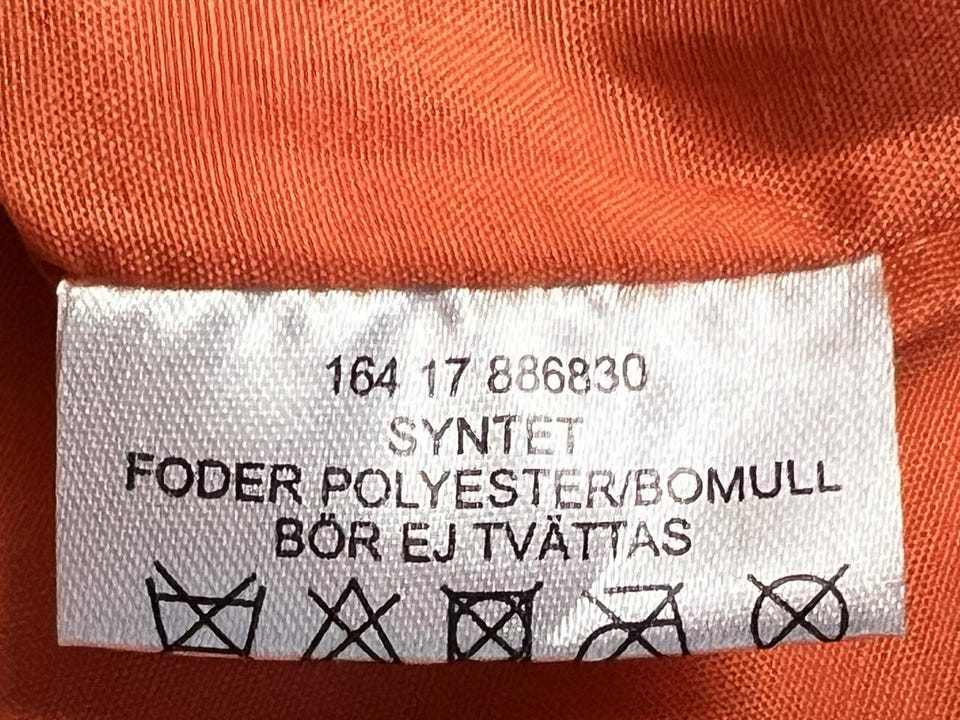 164 17 886830
SYNTET
FODER POLYESTER/BOMULL
BÖR EJ TVÄTTAS